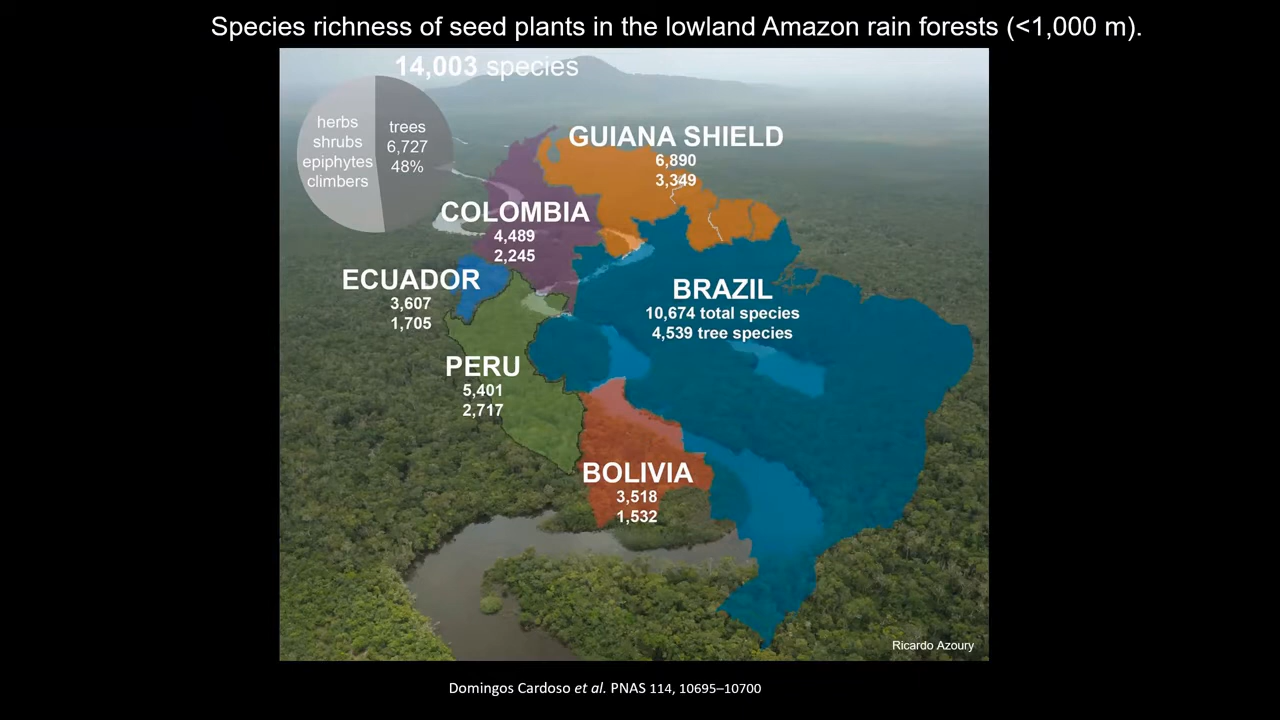 Species richness of seed plants in the lowland Amazon rain forests (<1,000 m).
14,003 species
herbs
shrubs
epiphytes
climbers
trees
6,727
48%
GUIANA SHIELD
6,890
3,349
COLOMBIA
4,489
2,245
ECUADOR
3,607
1,705
BRAZIL
10,674 total species
4,539 tree species
PERU
5,401
2,717
BOLIVIA
3,518
1,532
Ricardo Azoury
Domingos Cardoso et al. PNAS 114, 10695–10700